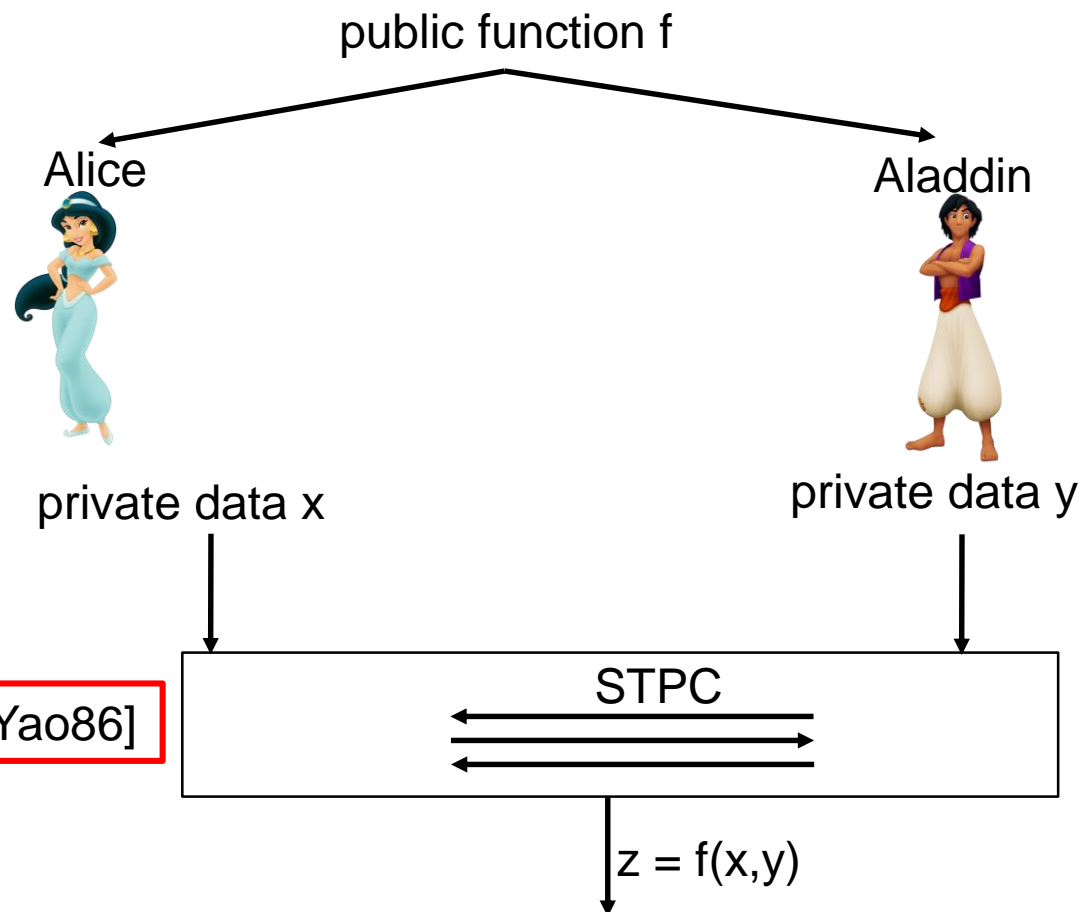 public function f
Alice
Aladdin
private data x
private data y
STPC
Yao86]
z = f(x,y)